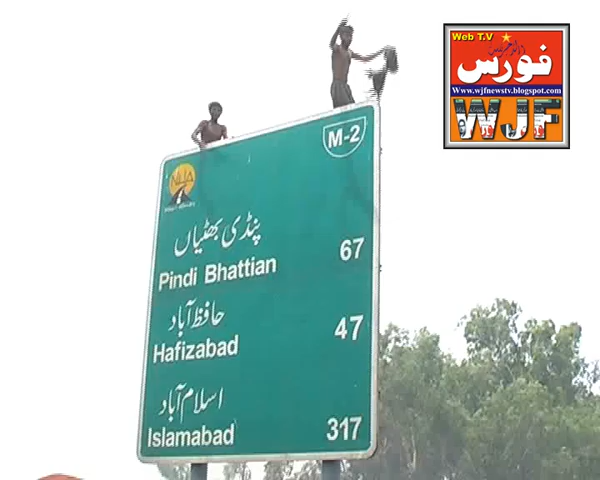 M-2
NHA
پنڈی بھٹیاں
Pindi Bhattian 67
حافظ آباد
Hafizabad 47
اسلام آباد
Islamabad 317
Web T.V
فورس
Www.wjfnewstv.blogspot.com
WJF